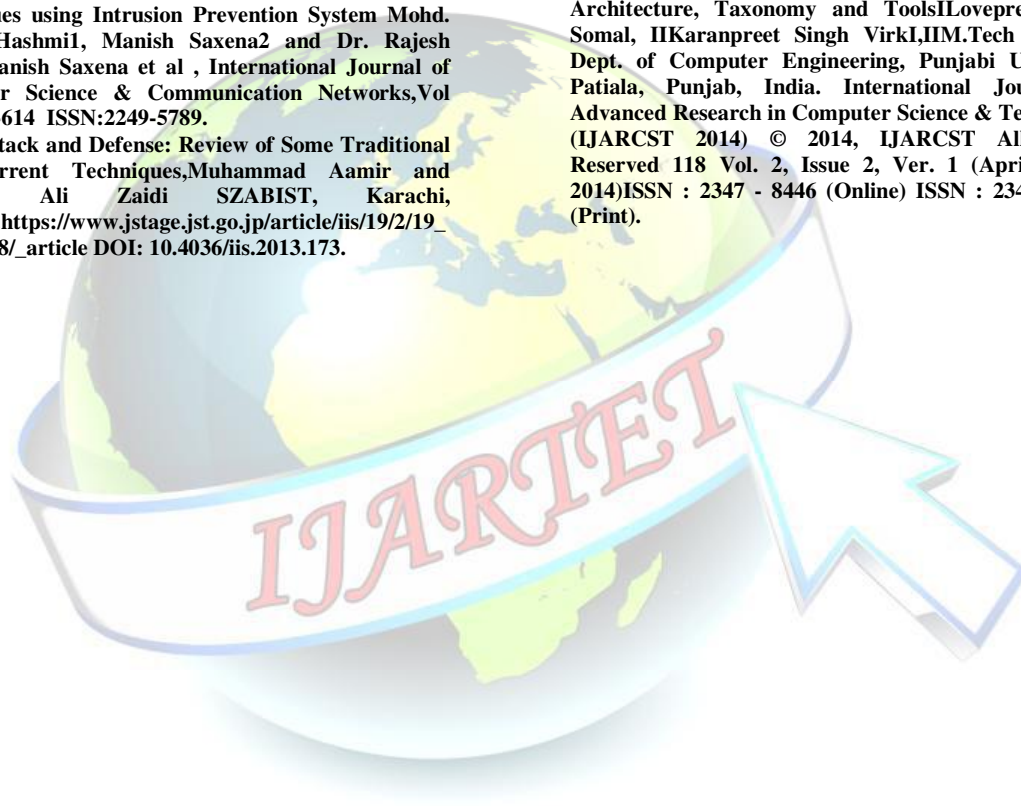 ues using Intrusion Prevention System Mohd.
Hashmi1, Manish Saxena2 and Dr. Rajesh
anish Saxena et al , International Journal of
r Science & Communication Networks,Vol
614 ISSN:2249-5789.
tack and Defense: Review of Some Traditional
rrent Techniques,Muhammad Aamir and
Ali Zaidi SZABIST, Karachi,
https://www.jstage.jst.go.jp/article/iis/19/2/19_
8/_article DOI: 10.4036/iis.2013.173.
Architecture, Taxonomy and ToolsILovepre
Somal, IIKaranpreet Singh VirkI,IIM.Tech
Dept. of Computer Engineering, Punjabi U
Patiala, Punjab, India. International Jou
Advanced Research in Computer Science & Te
(IJARCST 2014) © 2014, IJARCST All
Reserved 118 Vol. 2, Issue 2, Ver. 1 (Apri
2014)ISSN : 2347 - 8446 (Online) ISSN : 234
(Print).
IJARTET